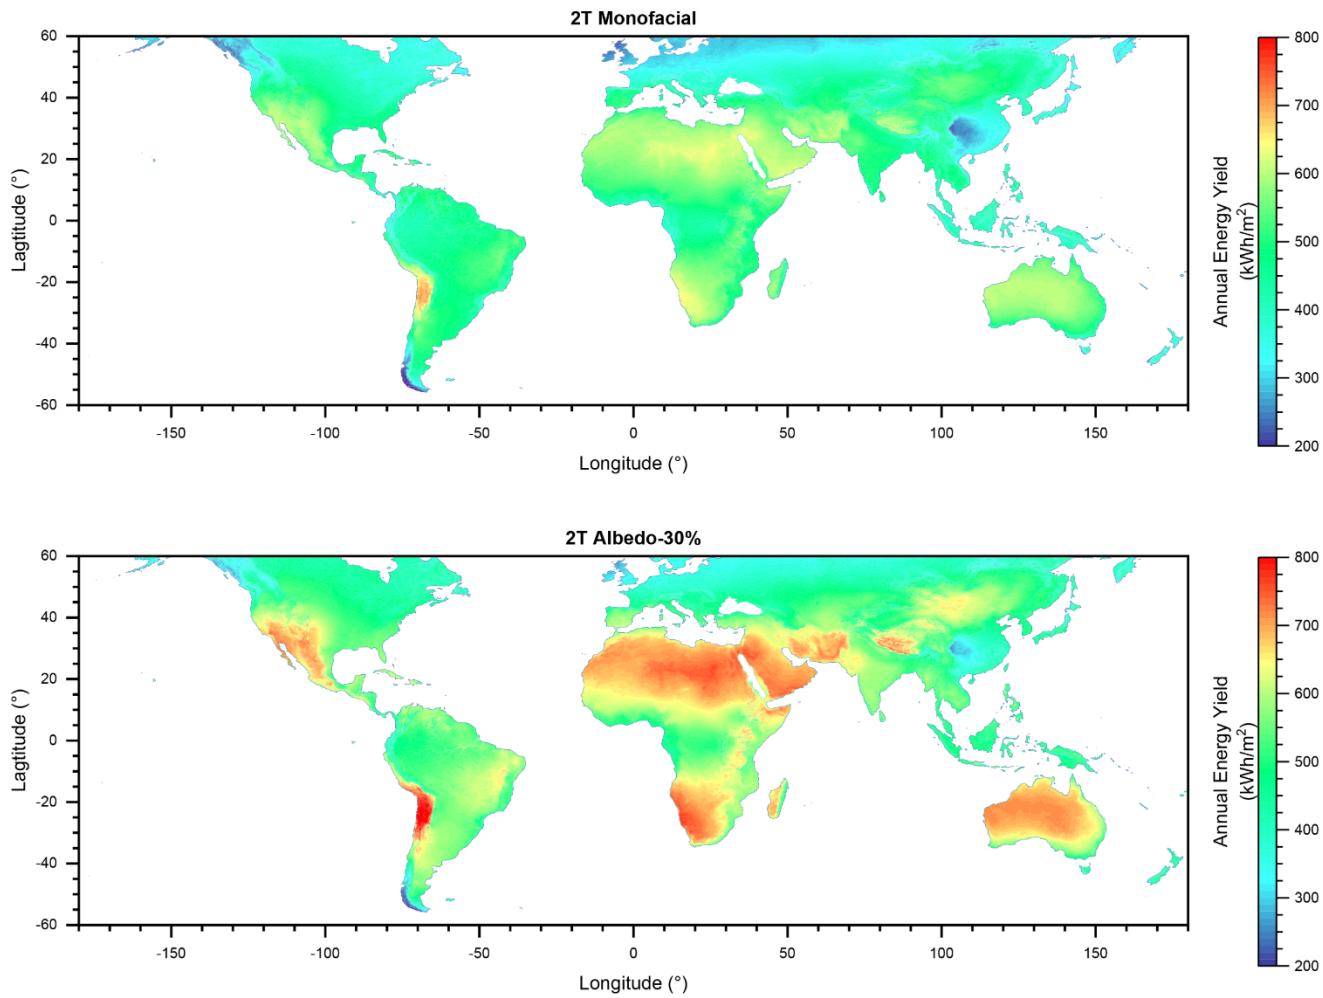 2T Monofacial
60
40
20
0
-20
-40
-60
Lagtitude (°)
-150 -100 -50 0 50 100 150
Longitude (°)
800
700
600
500
400
300
200
Annual Energy Yield
(kWh/m²)
2T Albedo-30%
60
40
20
0
-20
-40
-60
Lagtitude (°)
-150 -100 -50 0 50 100 150
Longitude (°)
800
700
600
500
400
300
200
Annual Energy Yield
(kWh/m²)